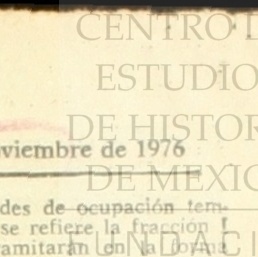 CENTRO D
ESTUDIO
DE HISTOR
viembre de 1976
DE MEXIC
des de ocupación tem-
se refiere la fracción I
amitarán en la forma
FUNDACI